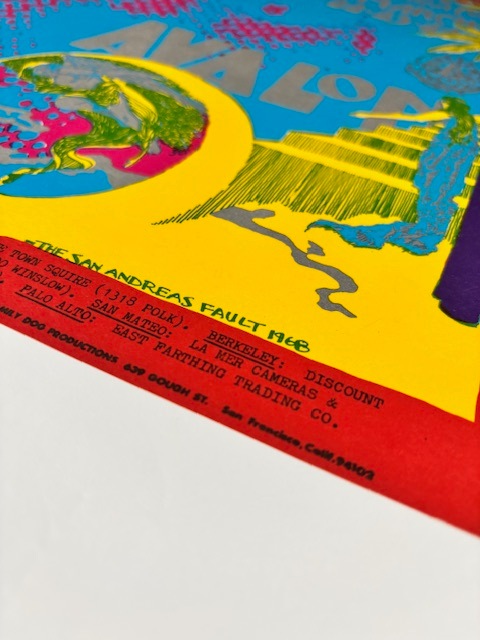 AVALON
THE SAN ANDREAS FAULT 1968
TOWN SQUIRE (1318 POLK). BERKELEY: DISCOUNT
WINSLOW). SAN MATEO: LA MER CAMERAS &
PALO ALTO: EAST FARTHING TRADING CO.
DOG PRODUCTIONS 639 GOUGH ST. San Francisco, Calif. 94102